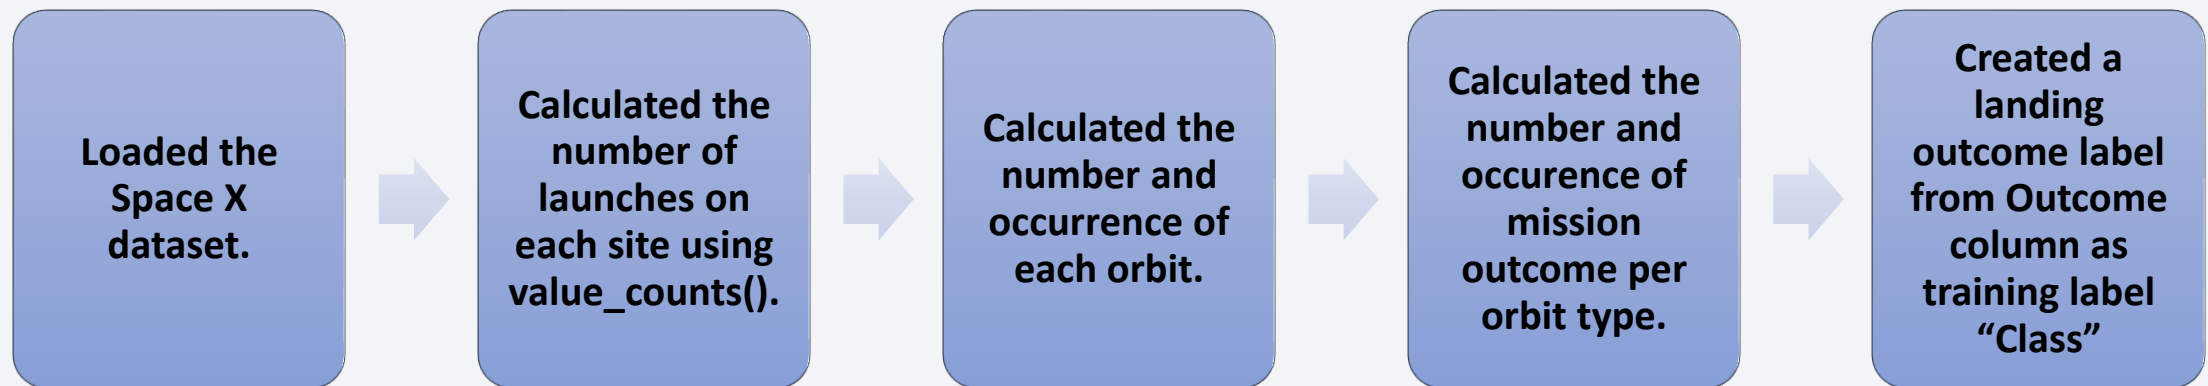 Loaded the
Space X
dataset.
Calculated the
number of
launches on
each site using
value_counts().
Calculated the
number and
occurrence of
each orbit.
Calculated the
number and
occurence of
mission
outcome per
orbit type.
Created a
landing
outcome label
from Outcome
column as
training label
“Class”